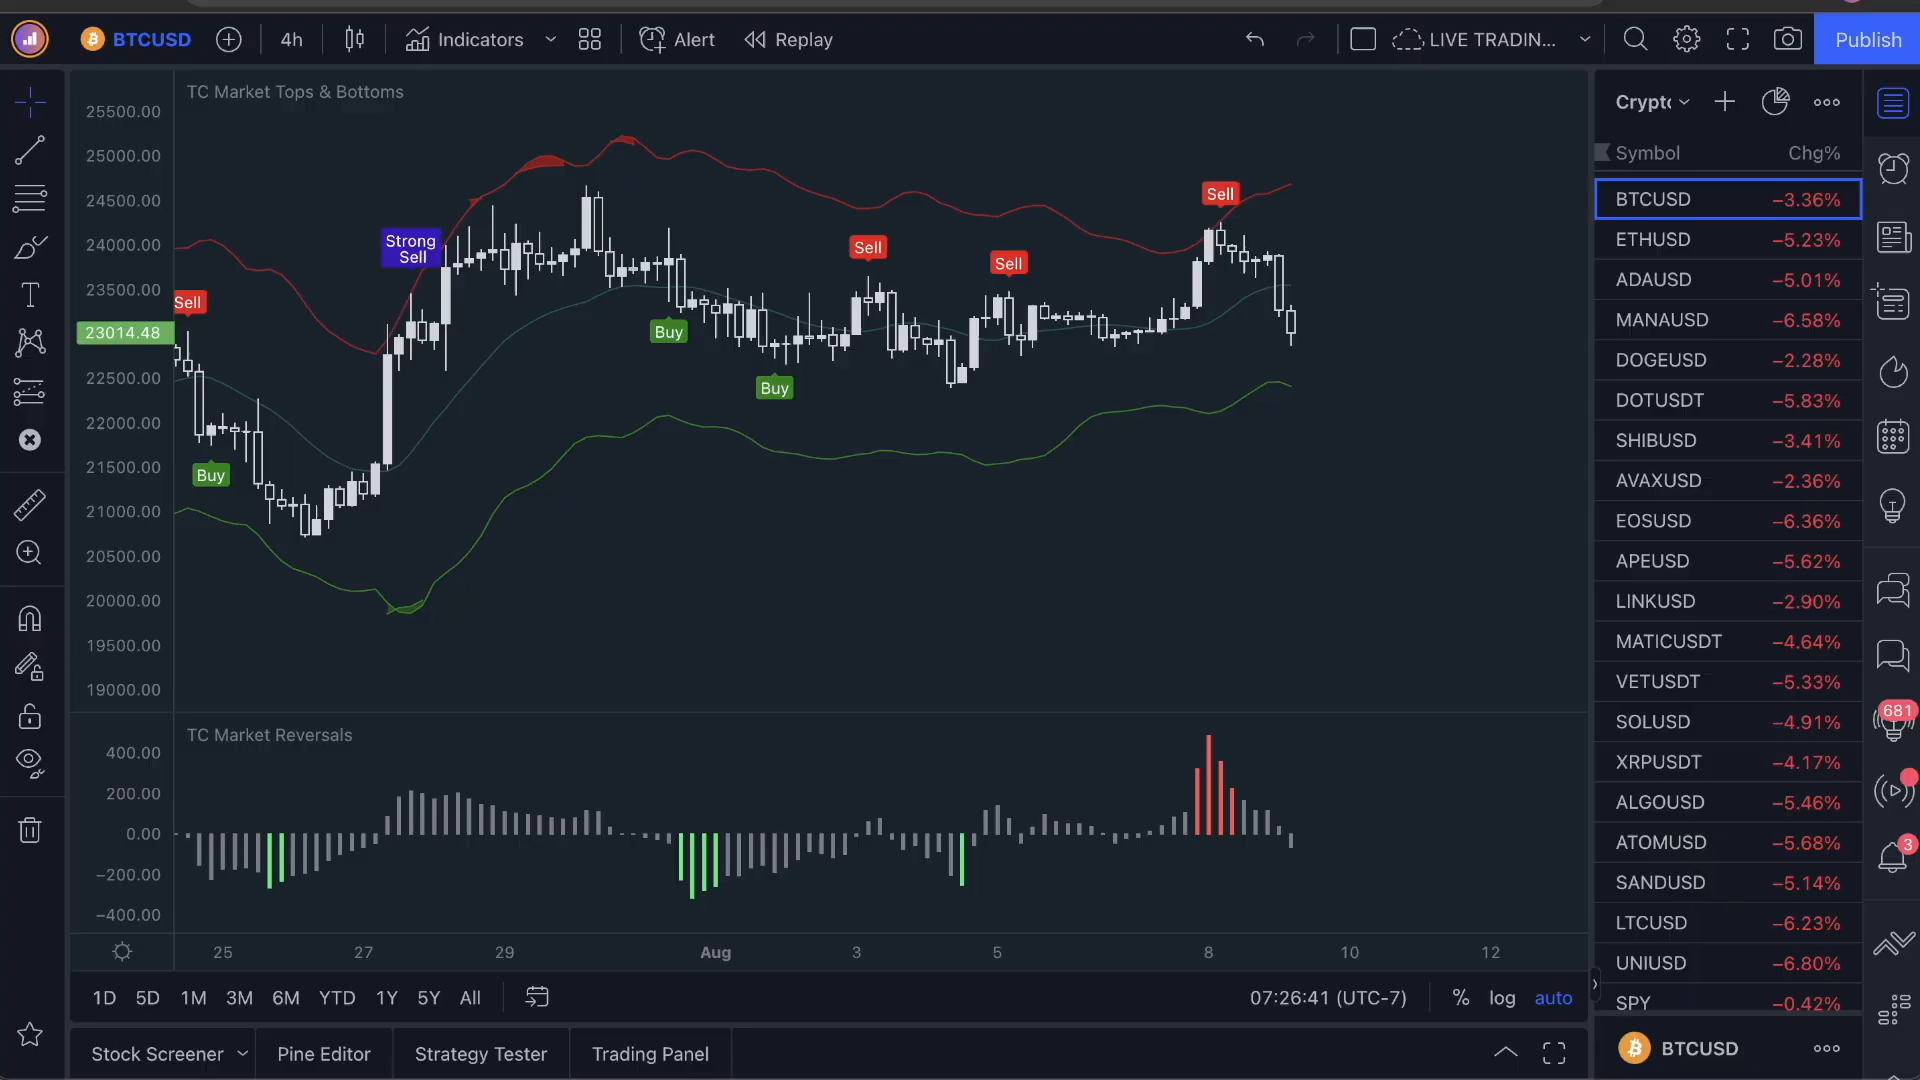 BTCUSD
4h
Indicators
Alert
Replay
LIVE TRADIN...
Publish
TC Market Tops & Bottoms
25500.00
25000.00
24500.00
24000.00
23500.00
23014.48
22500.00
22000.00
21500.00
21000.00
20500.00
20000.00
19500.00
19000.00
Sell
Buy
Strong
Sell
Buy
Buy
Sell
Sell
Sell
TC Market Reversals
400.00
200.00
0.00
−200.00
−400.00
25 27 29 Aug 3 5 8 10 12
1D 5D 1M 3M 6M YTD 1Y 5Y All
07:26:41 (UTC-7) % log auto
Stock Screener Pine Editor Strategy Tester Trading Panel
Symbol Chg%
BTCUSD −3.36%
ETHUSD −5.23%
ADAUSD −5.01%
MANAUSD −6.58%
DOGEUSD −2.28%
DOTUSDT −5.83%
SHIBUSD −3.41%
AVAXUSD −2.36%
EOSUSD −6.36%
APEUSD −5.62%
LINKUSD −2.90%
MATICUSDT −4.64%
VETUSDT −5.33%
SOLUSD −4.91%
XRPUSDT −4.17%
ALGOUSD −5.46%
ATOMUSD −5.68%
SANDUSD −5.14%
LTCUSD −6.23%
UNIUSD −6.80%
SPY −0.42%
BTCUSD
681
3